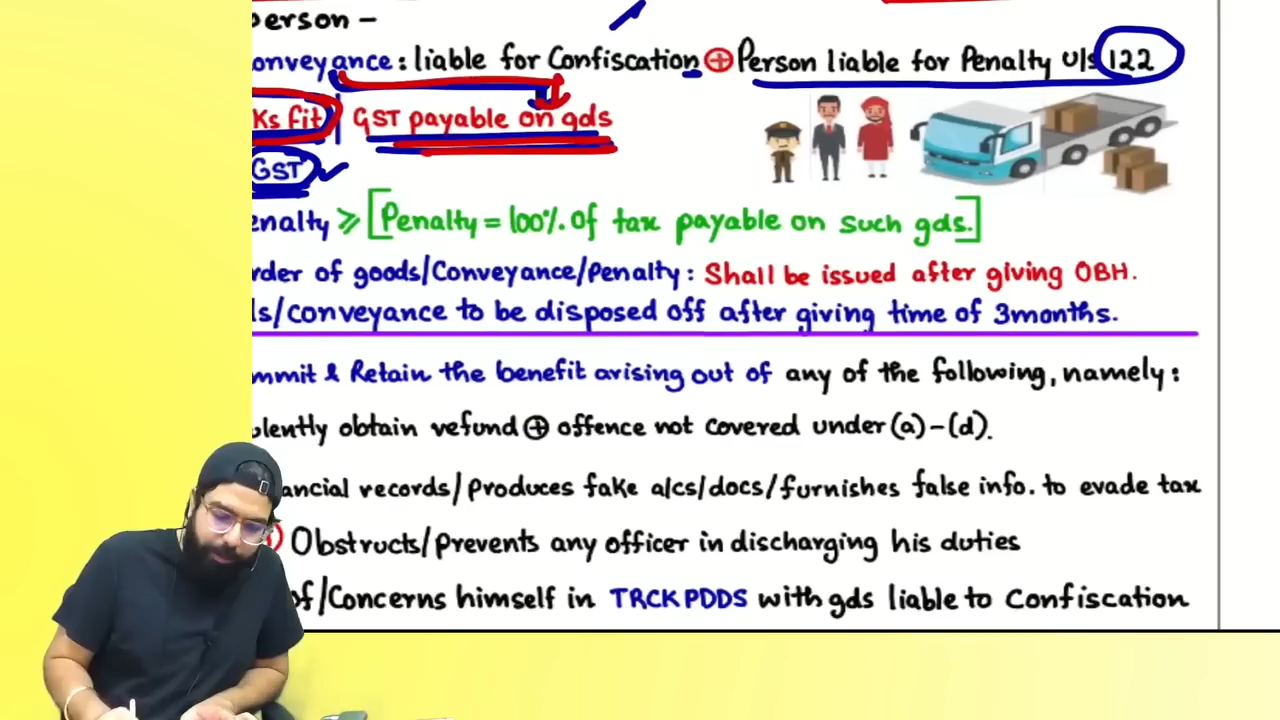 person –
onveyance : liable for Confiscation ⊕ Person liable for Penalty u/s 122
Ks fit | GST payable on gds
GST
enalty ⩾ [Penalty = 100% of tax payable on such gds.]
rder of goods/Conveyance/Penalty : Shall be issued after giving OBH.
ls/conveyance to be disposed off after giving time of 3months.
mmit & Retain the benefit arising out of any of the following, namely :
ulently obtain refund ⊕ offence not covered under (a) – (d).
ancial records/Produces fake a/cs/docs/furnishes false info. to evade tax
Obstructs/Prevents any officer in discharging his duties
of/Concerns himself in TRCKPDDS with gds liable to Confiscation